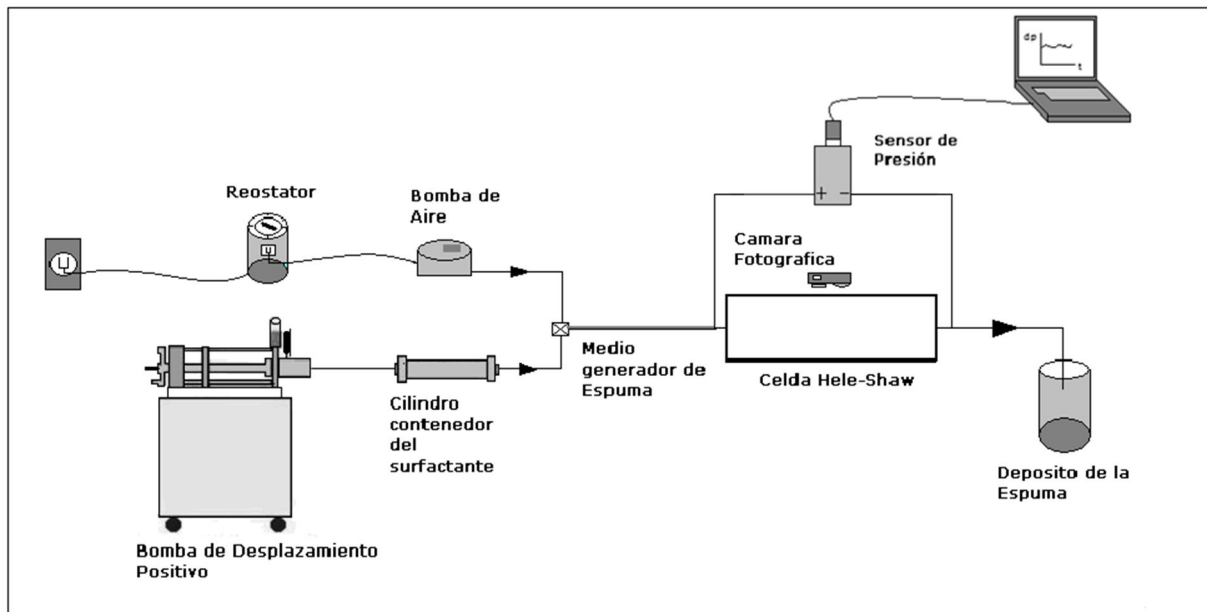 dp
t
Sensor de
Presión
Reostator
Bomba de
Aire
+ -
Camara
Fotografica
Medio
generador de
Espuma
Celda Hele-Shaw
Cilindro
contenedor
del
surfactante
Deposito de la
Espuma
Bomba de Desplazamiento
Positivo